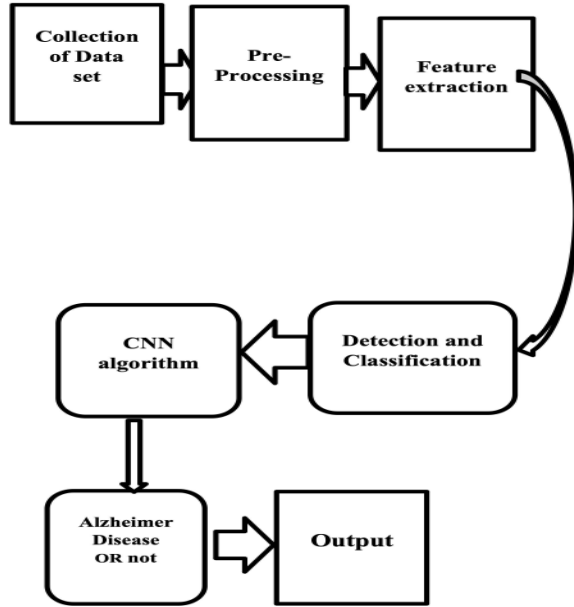 Collection
of Data
set
Pre-
Processing
Feature
extraction
Detection and
Classification
CNN
algorithm
Alzheimer
Disease
OR not
Output